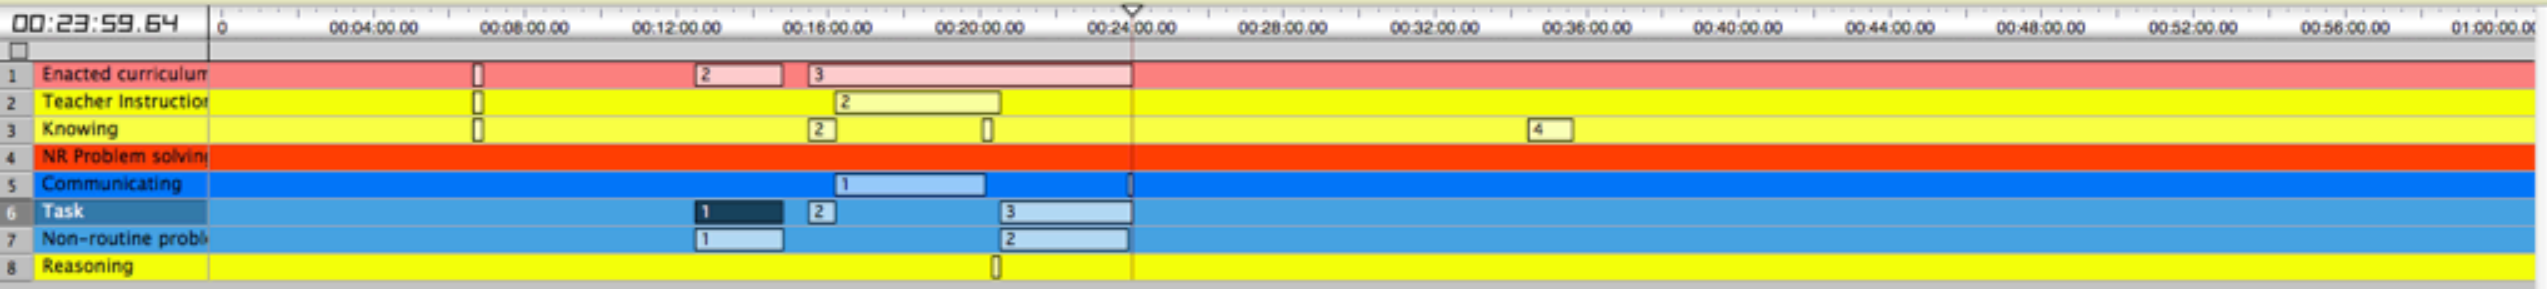 00:23:59.64 0 00:04:00.00 00:08:00.00 00:12:00.00 00:16:00.00 00:20:00.00 00:24:00.00 00:28:00.00 00:32:00.00 00:36:00.00 00:40:00.00 00:44:00.00 00:48:00.00 00:52:00.00 00:56:00.00 01:00:00.00
1 Enacted curriculum 2 3
2 Teacher Instruction 2
3 Knowing 2 4
4 NR Problem solving
5 Communicating 1
6 Task 1 2 3
7 Non-routine probl 1 2
8 Reasoning